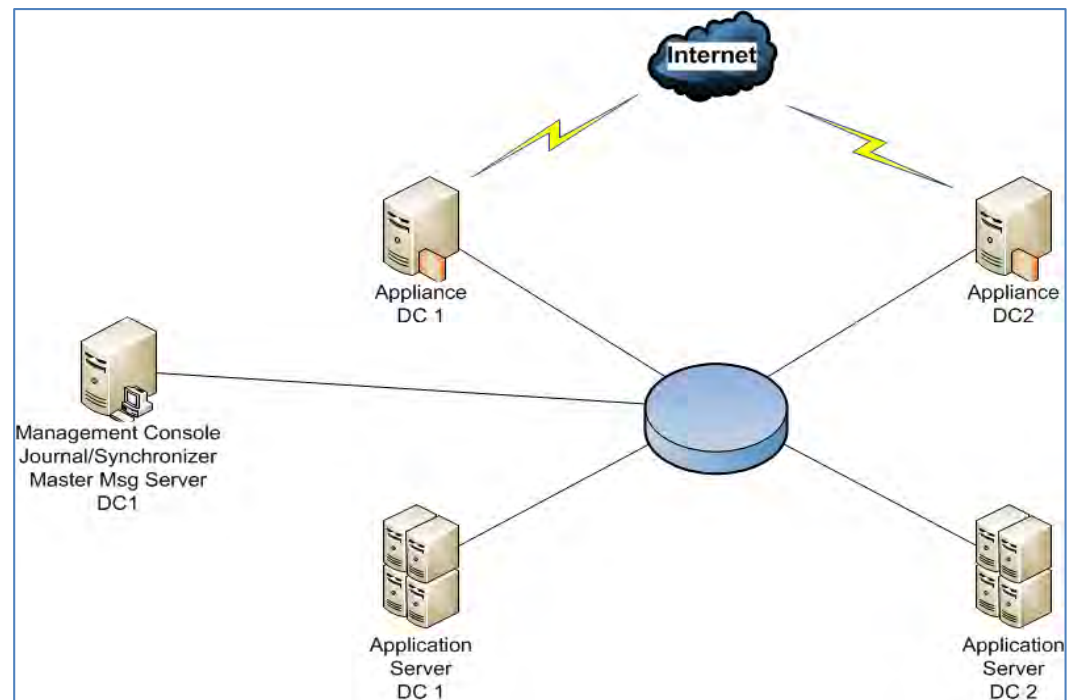 Internet
Appliance
DC 1
Appliance
DC2
Management Console
Journal/Synchronizer
Master Msg Server
DC1
Application
Server
DC 1
Application
Server
DC 2